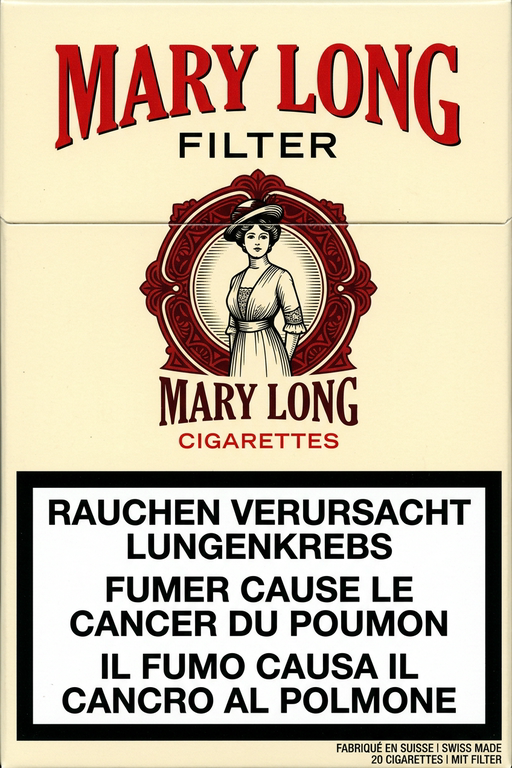 MARY LONG
FILTER
MARY LONG
CIGARETTES
RAUCHEN VERURSACHT
LUNGENKREBS
FUMER CAUSE LE
CANCER DU POUMON
IL FUMO CAUSA IL
CANCRO AL POLMONE
FABRIQUÉ EN SUISSE | SWISS MADE
20 CIGARETTES | MIT FILTER